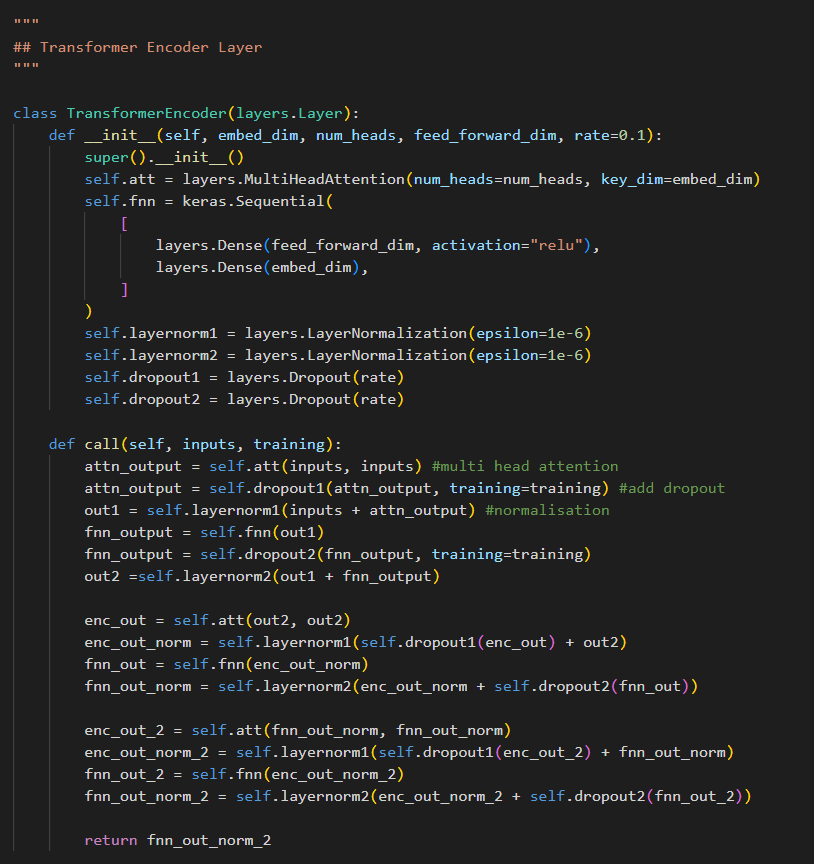 """
## Transformer Encoder Layer
"""
class TransformerEncoder(layers.Layer):
    def __init__(self, embed_dim, num_heads, feed_forward_dim, rate=0.1):
        super().__init__()
        self.att = layers.MultiHeadAttention(num_heads=num_heads, key_dim=embed_dim)
        self.fnn = keras.Sequential(
            [
                layers.Dense(feed_forward_dim, activation="relu"),
                layers.Dense(embed_dim),
            ]
        )
        self.layernorm1 = layers.LayerNormalization(epsilon=1e-6)
        self.layernorm2 = layers.LayerNormalization(epsilon=1e-6)
        self.dropout1 = layers.Dropout(rate)
        self.dropout2 = layers.Dropout(rate)
    def call(self, inputs, training):
        attn_output = self.att(inputs, inputs) #multi head attention
        attn_output = self.dropout1(attn_output, training=training) #add dropout
        out1 = self.layernorm1(inputs + attn_output) #normalisation
        fnn_output = self.fnn(out1)
        fnn_output = self.dropout2(fnn_output, training=training)
        out2 =self.layernorm2(out1 + fnn_output)
        enc_out = self.att(out2, out2)
        enc_out_norm = self.layernorm1(self.dropout1(enc_out) + out2)
        fnn_out = self.fnn(enc_out_norm)
        fnn_out_norm = self.layernorm2(enc_out_norm + self.dropout2(fnn_out))
        enc_out_2 = self.att(fnn_out_norm, fnn_out_norm)
        enc_out_norm_2 = self.layernorm1(self.dropout1(enc_out_2) + fnn_out_norm)
        fnn_out_2 = self.fnn(enc_out_norm_2)
        fnn_out_norm_2 = self.layernorm2(enc_out_norm_2 + self.dropout2(fnn_out_2))
        return fnn_out_norm_2